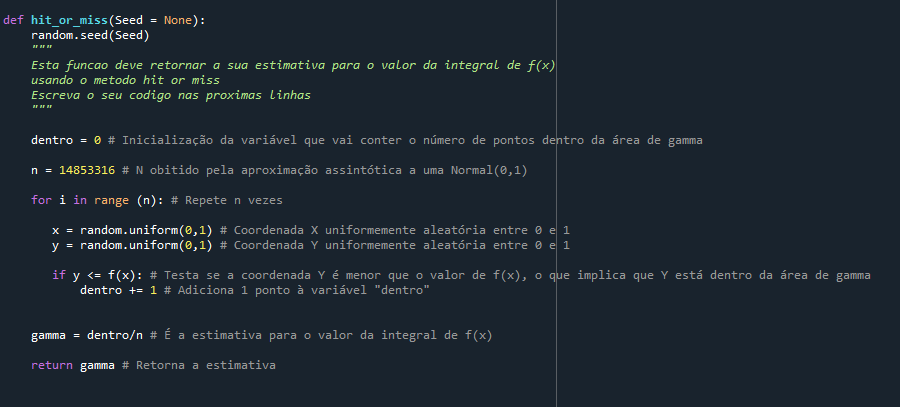 def hit_or_miss(Seed = None):
random.seed(Seed)
"""
Esta funcao deve retornar a sua estimativa para o valor da integral de f(x)
usando o metodo hit or miss
Escreva o seu codigo nas proximas linhas
"""
dentro = 0 # Inicialização da variável que vai conter o número de pontos dentro da área de gamma
n = 14853316 # N obitido pela aproximação assintótica a uma Normal(0,1)
for i in range (n): # Repete n vezes
x = random.uniform(0,1) # Coordenada X uniformemente aleatória entre 0 e 1
y = random.uniform(0,1) # Coordenada Y uniformemente aleatória entre 0 e 1
if y <= f(x): # Testa se a coordenada Y é menor que o valor de f(x), o que implica que Y está dentro da área de gamma
dentro += 1 # Adiciona 1 ponto à variável "dentro"
gamma = dentro/n # É a estimativa para o valor da integral de f(x)
return gamma # Retorna a estimativa